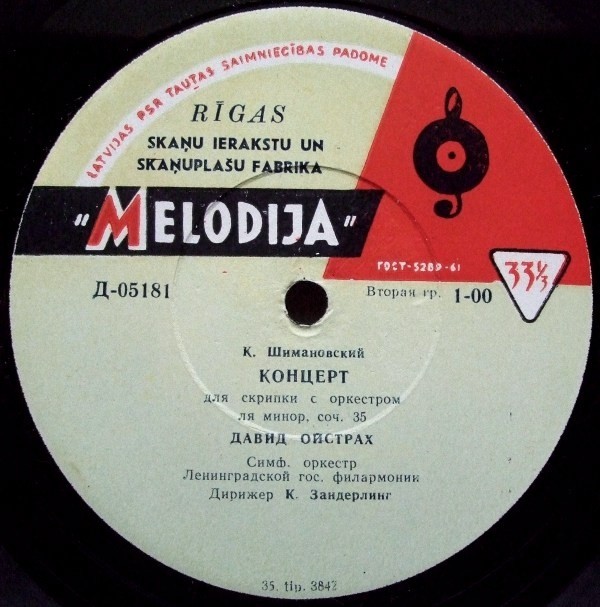 LATVIJAS PSR TAUTAS SAIMNIECĪBAS PADOME
RĪGAS
SKAŅU IERAKSTU UN
SKAŅUPLAŠU FABRIKA
"MELODIJA"
ГОСТ-5289-61
33⅓
Д-05181
Вторая гр. 1-00
К. Шимановский
КОНЦЕРТ
для скрипки с оркестром
ля минор, соч. 35
ДАВИД ОЙСТРАХ
Симф. оркестр
Ленинградской гос. филармонии
Дирижер К. Зандерлинг
35. tip. 3842